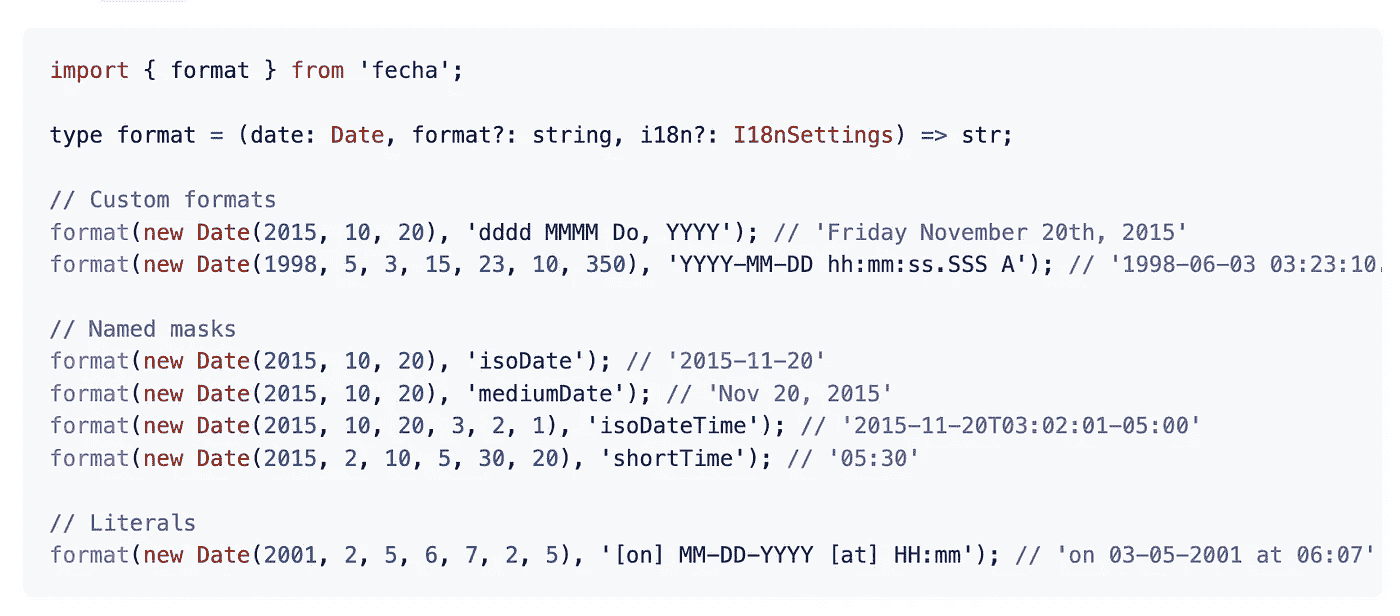 import { format } from 'fecha';
type format = (date: Date, format?: string, i18n?: I18nSettings) => str;
// Custom formats
format(new Date(2015, 10, 20), 'dddd MMMM Do, YYYY'); // 'Friday November 20th, 2015'
format(new Date(1998, 5, 3, 15, 23, 10, 350), 'YYYY-MM-DD hh:mm:ss.SSS A'); // '1998-06-03 03:23:10.
// Named masks
format(new Date(2015, 10, 20), 'isoDate'); // '2015-11-20'
format(new Date(2015, 10, 20), 'mediumDate'); // 'Nov 20, 2015'
format(new Date(2015, 10, 20, 3, 2, 1), 'isoDateTime'); // '2015-11-20T03:02:01-05:00'
format(new Date(2015, 2, 10, 5, 30, 20), 'shortTime'); // '05:30'
// Literals
format(new Date(2001, 2, 5, 6, 7, 2, 5), '[on] MM-DD-YYYY [at] HH:mm'); // 'on 03-05-2001 at 06:07'